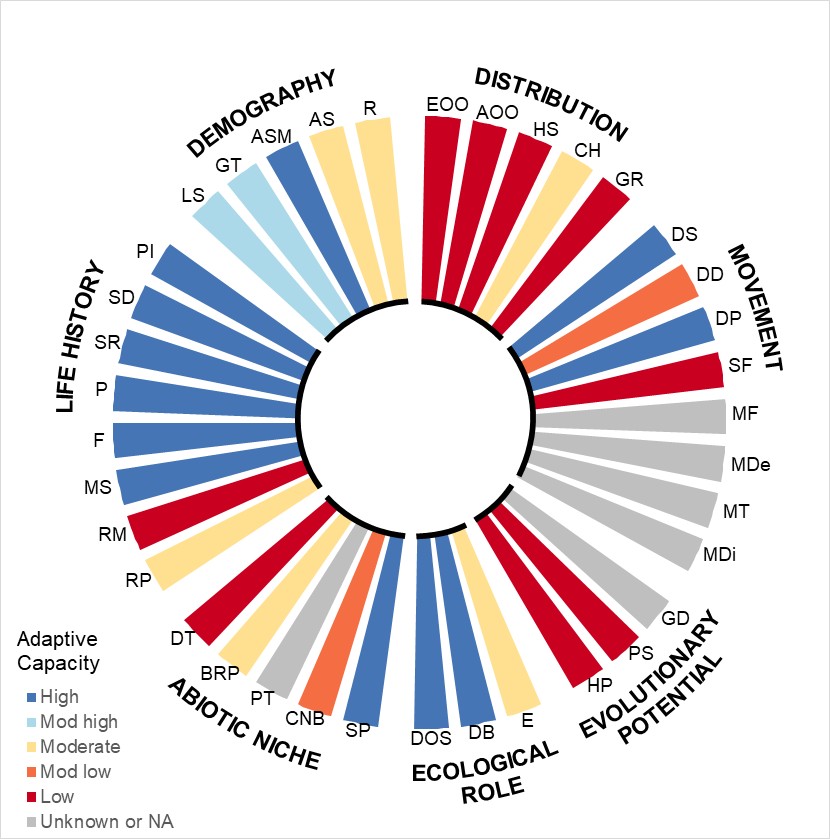 DISTRIBUTION
EOO
AOO
HS
CH
GR
MOVEMENT
DS
DD
DP
SF
MF
MDe
MT
MDi
EVOLUTIONARY
POTENTIAL
GD
PS
HP
ECOLOGICAL
ROLE
E
DB
DOS
ABIOTIC NICHE
SP
CNB
PT
BRP
DT
LIFE HISTORY
RP
RM
MS
F
P
SR
SD
PI
DEMOGRAPHY
LS
GT
ASM
AS
R
Adaptive
Capacity
High
Mod high
Moderate
Mod low
Low
Unknown or NA